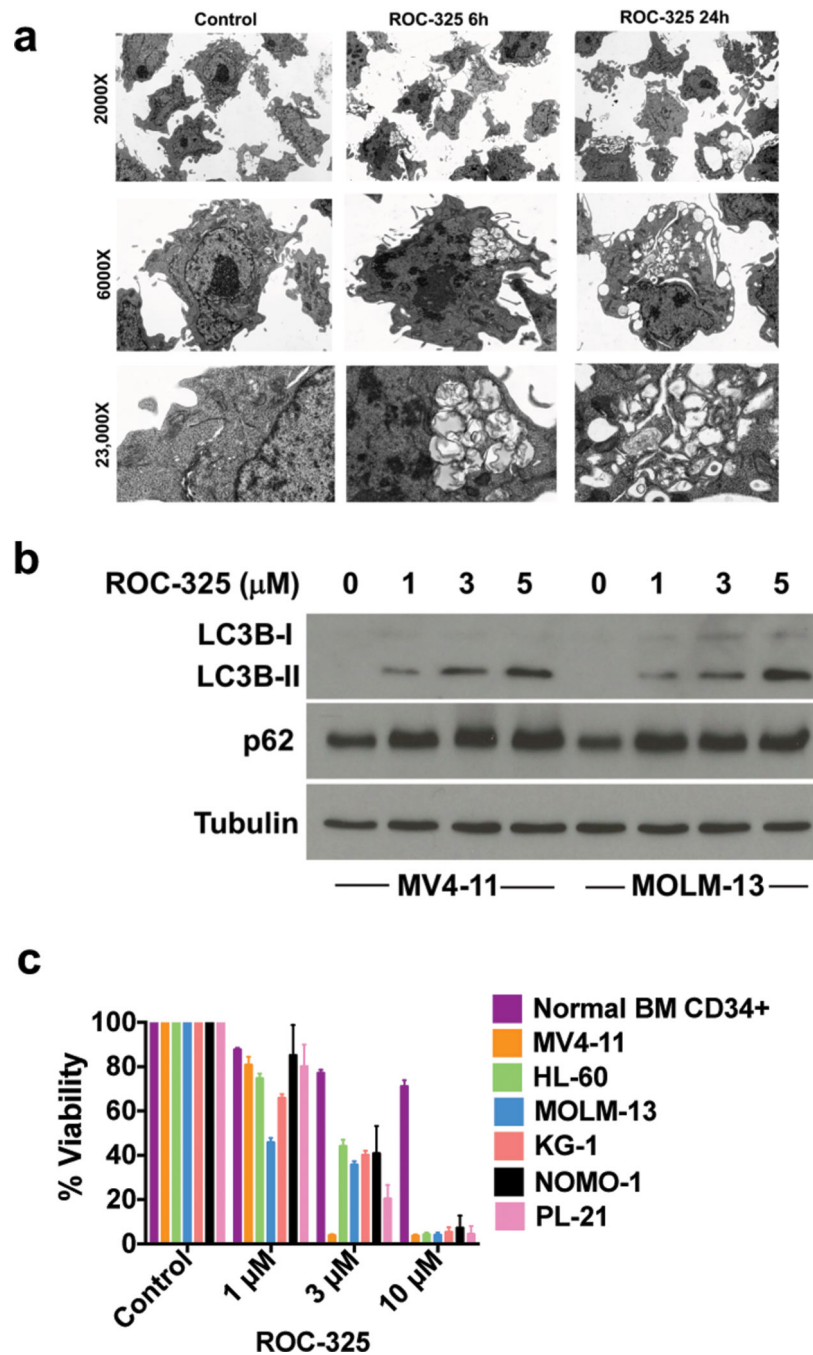 a
Control ROC-325 6h ROC-325 24h
2000X
6000X
23,000X
b
ROC-325 (μM) 0 1 3 5 0 1 3 5
LC3B-I
LC3B-II
p62
Tubulin
MV4-11 MOLM-13
c
% Viability
100
80
60
40
20
0
Control 1 μM 3 μM 10 μM
ROC-325
Normal BM CD34+
MV4-11
HL-60
MOLM-13
KG-1
NOMO-1
PL-21